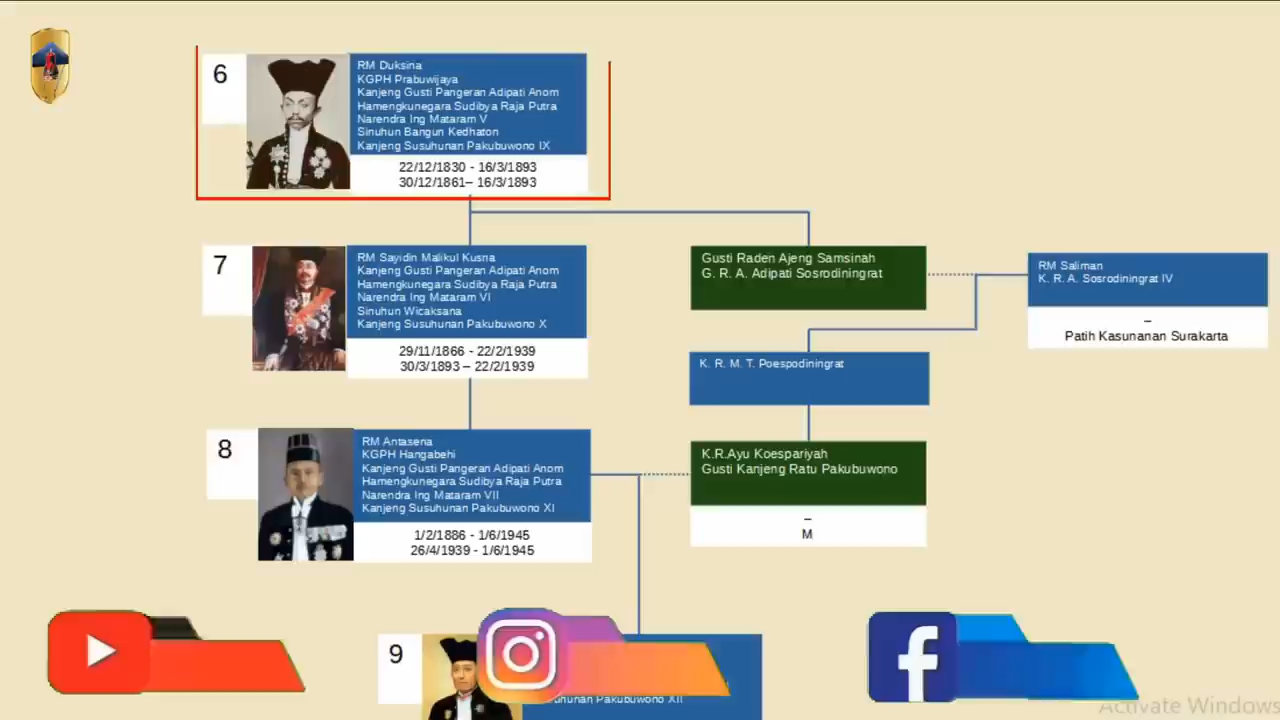 6
RM Duksina
KGPH Prabuwijaya
Kanjeng Gusti Pangeran Adipati Anom
Hamengkunegara Sudibya Raja Putra
Narendra Ing Mataram V
Sinuhun Bangun Kedhaton
Kanjeng Susuhunan Pakubuwono IX
22/12/1830 - 16/3/1893
30/12/1861– 16/3/1893
7
RM Sayidin Malikul Kusna
Kanjeng Gusti Pangeran Adipati Anom
Hamengkunegara Sudibya Raja Putra
Narendra Ing Mataram VI
Sinuhun Wicaksana
Kanjeng Susuhunan Pakubuwono X
29/11/1866 - 22/2/1939
30/3/1893 – 22/2/1939
Gusti Raden Ajeng Samsinah
G. R. A. Adipati Sosrodiningrat
RM Saliman
K. R. A. Sosrodiningrat IV
–
Patih Kasunanan Surakarta
K. R. M. T. Poespodiningrat
8
RM Antasena
KGPH Hangabehi
Kanjeng Gusti Pangeran Adipati Anom
Hamengkunegara Sudibya Raja Putra
Narendra Ing Mataram VII
Kanjeng Susuhunan Pakubuwono XI
1/2/1886 - 1/6/1945
26/4/1939 - 1/6/1945
K.R.Ayu Koespariyah
Gusti Kanjeng Ratu Pakubuwono
–
M
9
Pakubuwono XII
Activate Windows